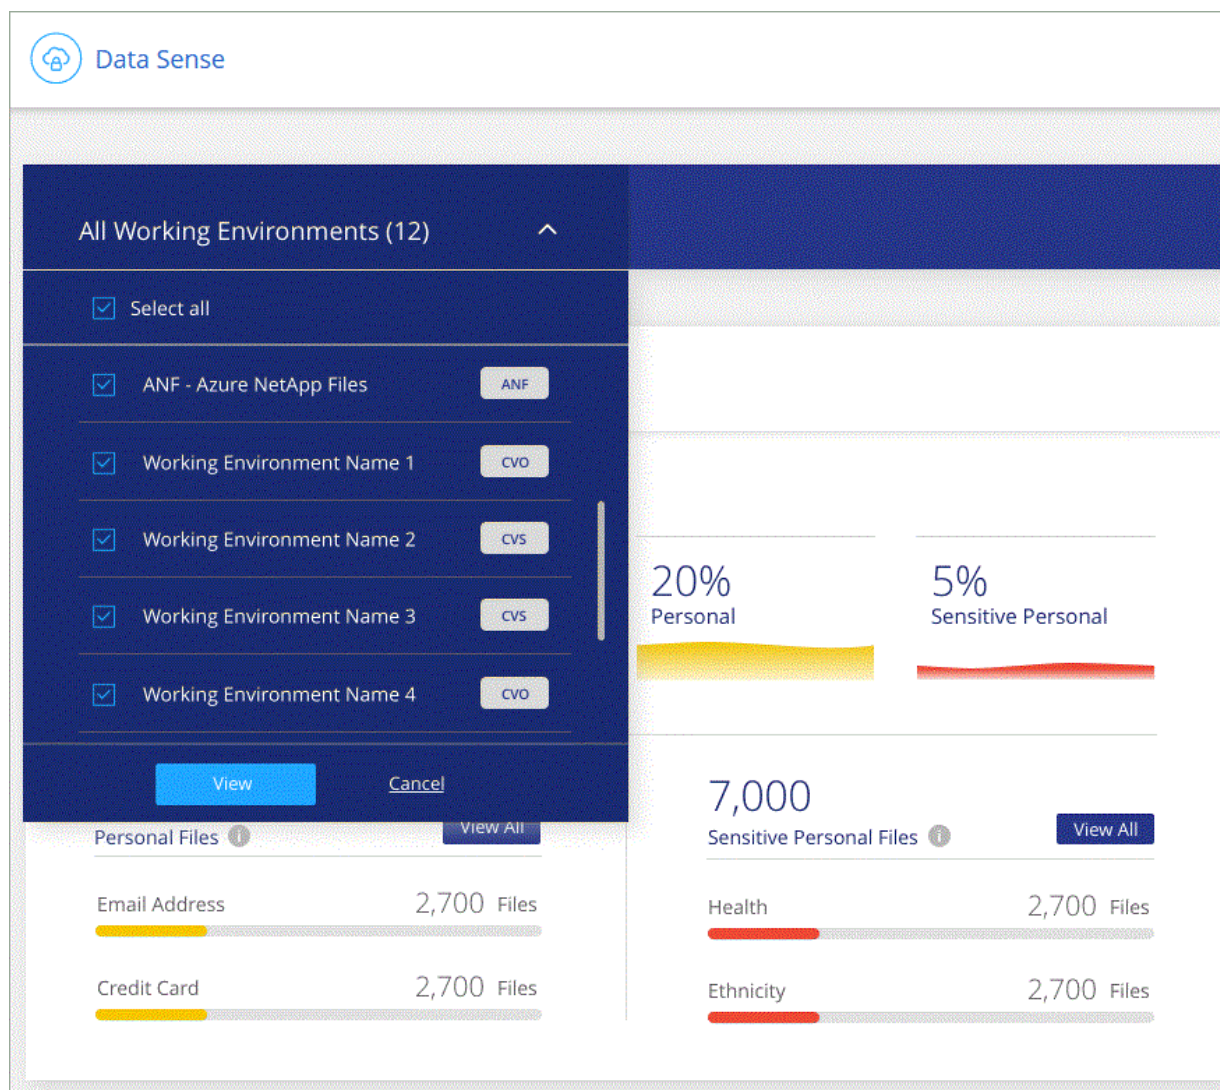 Data Sense
All Working Environments (12)
Select all
ANF - Azure NetApp Files ANF
Working Environment Name 1 CVO
Working Environment Name 2 CVS
Working Environment Name 3 CVS
Working Environment Name 4 CVO
View Cancel
20%
Personal
5%
Sensitive Personal
Personal Files i View All
Email Address 2,700 Files
Credit Card 2,700 Files
7,000
Sensitive Personal Files i View All
Health 2,700 Files
Ethnicity 2,700 Files